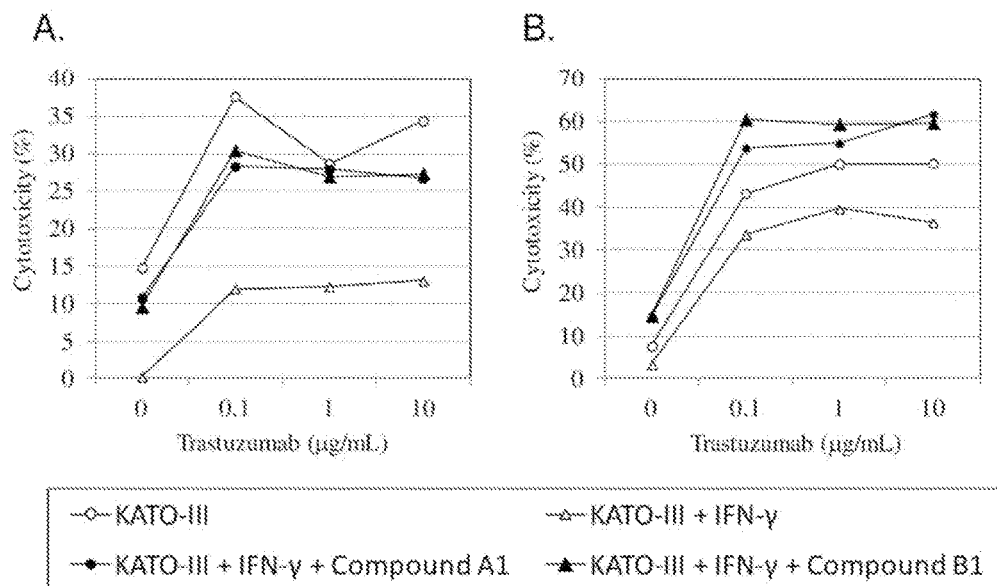 A.
B.
40
35
30
25
20
15
10
5
0
Cytotoxicity (%)
0 0.1 1 10
Trastuzumab (μg/mL)
70
60
50
40
30
20
10
0
Cytotoxicity (%)
0 0.1 1 10
Trastuzumab (μg/mL)
KATO-III
KATO-III + IFN-γ
KATO-III + IFN-γ + Compound A1
KATO-III + IFN-γ + Compound B1